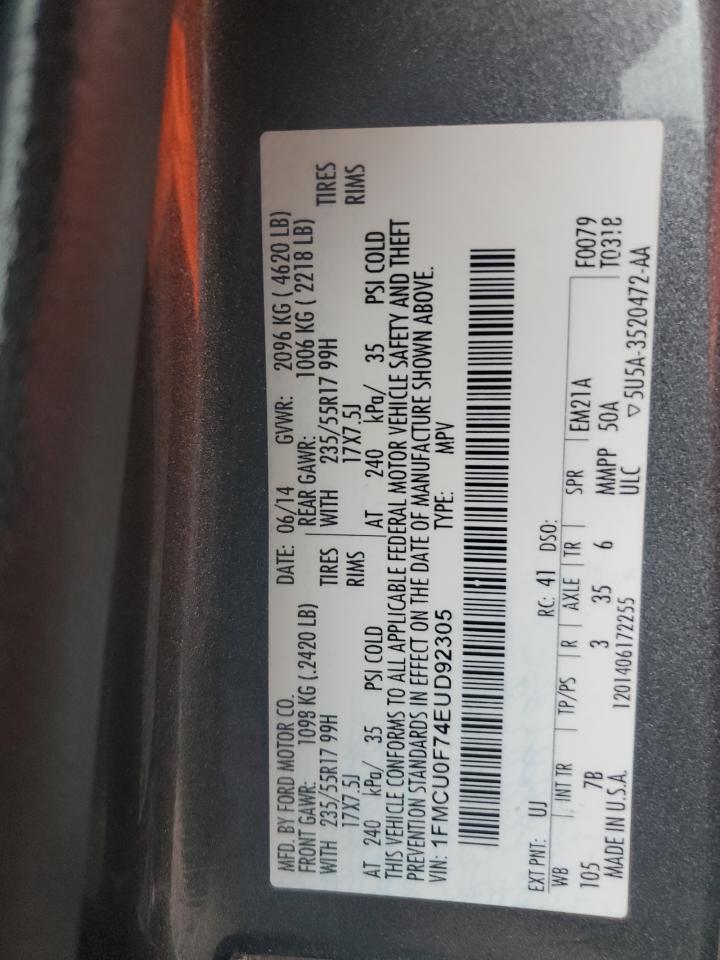 MFD. BY FORD MOTOR CO.
DATE: 06/14 GVWR: 2096 KG ( 4620 LB)
FRONT GAWR: 1098 KG (.2420 LB) REAR GAWR: 1006 KG ( 2218 LB)
WITH 235/55R17 99H TIRES WITH 235/55R17 99H TIRES
17X7.5J RIMS 17X7.5J RIMS
AT 240 kPa/ 35 PSI COLD AT 240 kPa/ 35 PSI COLD
THIS VEHICLE CONFORMS TO ALL APPLICABLE FEDERAL MOTOR VEHICLE SAFETY AND THEFT
PREVENTION STANDARDS IN EFFECT ON THE DATE OF MANUFACTURE SHOWN ABOVE.
VIN: 1FMCU0F74EUD92305 TYPE: MPV
EXT PNT: UJ RC: 41 DSO:
WB INT TR TP/PS R AXLE TR SPR EM21A F0079
105 7B 3 35 6 MMPP 50A T0318
MADE IN U.S.A. 1201406172255 ULC ▽5U5A-3520472-AA